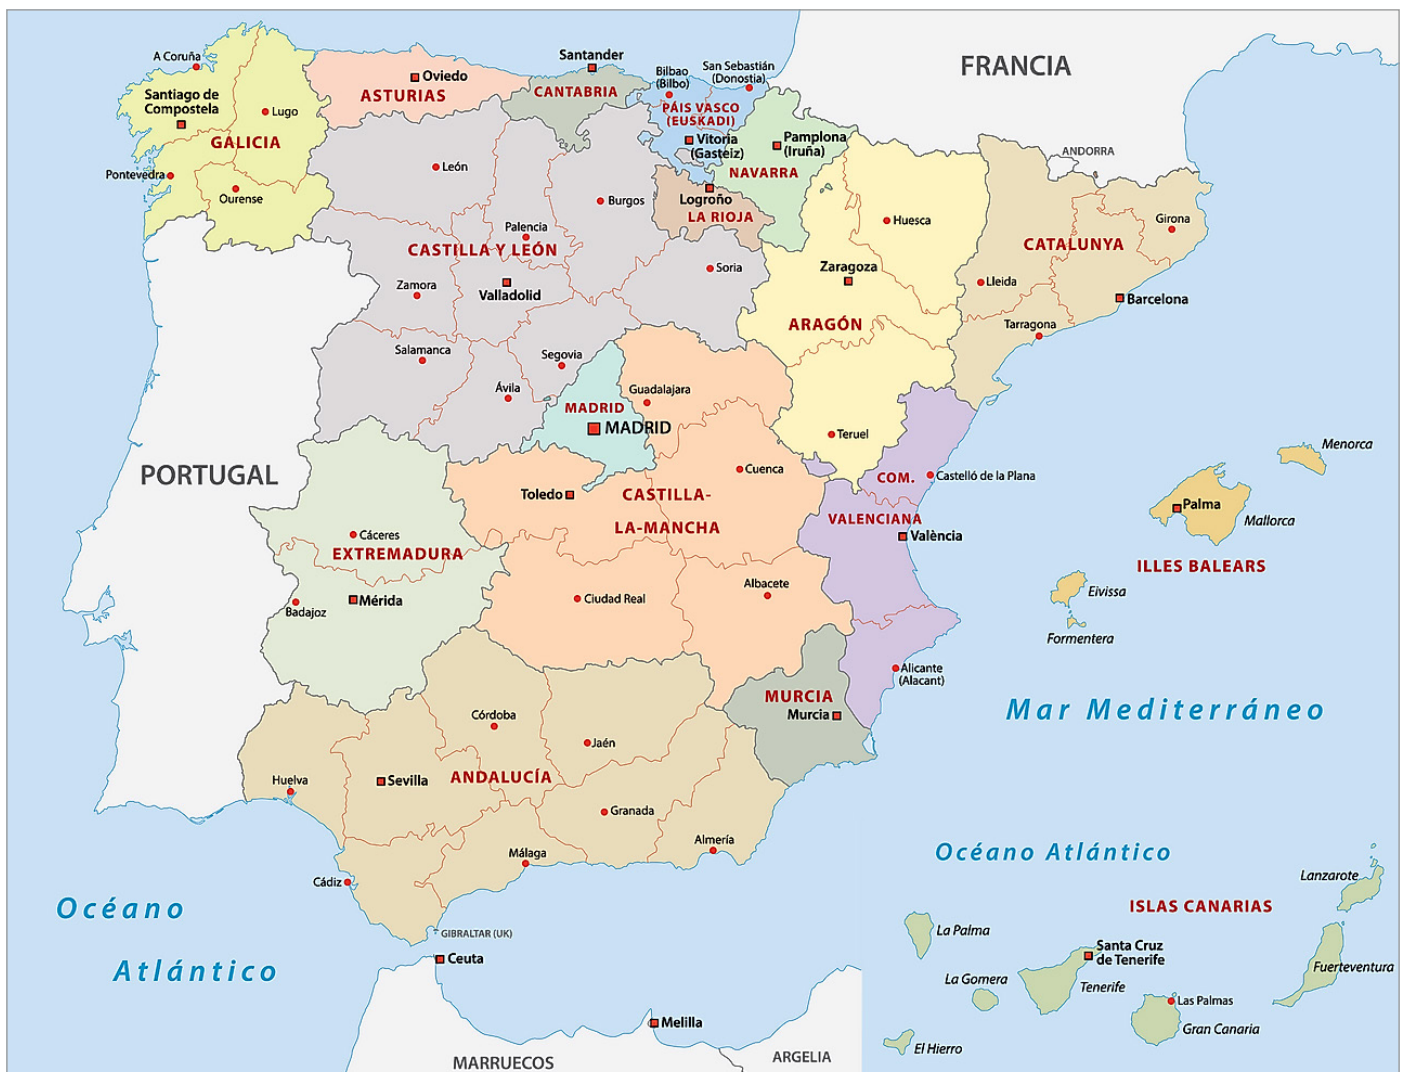 FRANCIA
A Coruña
Santiago de
Compostela
Lugo
GALICIA
Pontevedra
Ourense
Oviedo
ASTURIAS
Santander
CANTABRIA
Bilbao
(Bilbo)
San Sebastián
(Donostia)
PÁIS VASCO
(EUSKADI)
Vitoria
(Gasteiz)
Pamplona
(Iruña)
NAVARRA
Logroño
LA RIOJA
ANDORRA
León
Burgos
Palencia
CASTILLA Y LEÓN
Zamora
Valladolid
Soria
Salamanca
Segovia
Ávila
Huesca
Zaragoza
ARAGÓN
Teruel
CATALUNYA
Girona
Lleida
Barcelona
Tarragona
MADRID
MADRID
Guadalajara
Cuenca
Toledo
CASTILLA-
LA-MANCHA
Ciudad Real
Albacete
PORTUGAL
Cáceres
EXTREMADURA
Badajoz
Mérida
COM.
VALENCIANA
Castelló de la Plana
València
Alicante
(Alacant)
Menorca
Palma
Mallorca
ILLES BALEARS
Eivissa
Formentera
MURCIA
Murcia
Mar Mediterráneo
Córdoba
Jaén
Huelva
Sevilla
ANDALUCÍA
Granada
Almería
Málaga
Cádiz
GIBRALTAR (UK)
Ceuta
Melilla
MARRUECOS
ARGELIA
Océano
Atlántico
Océano Atlántico
ISLAS CANARIAS
Lanzarote
La Palma
Santa Cruz
de Tenerife
La Gomera
Tenerife
Fuerteventura
Las Palmas
Gran Canaria
El Hierro